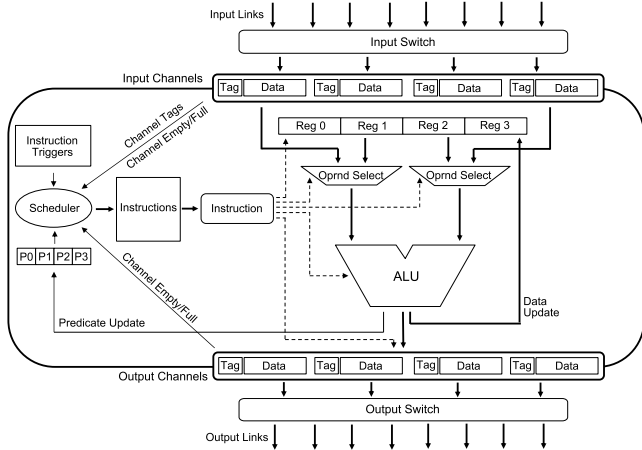 Input Links
Input Switch
Input Channels
Tag Data Tag Data Tag Data Tag Data
Channel Tags
Channel Empty/Full
Reg 0 Reg 1 Reg 2 Reg 3
Instruction
Triggers
Oprnd Select Oprnd Select
Scheduler
Instructions
Instruction
P0 P1 P2 P3
Channel Empty/Full
ALU
Data
Update
Predicate Update
Tag Data Tag Data Tag Data Tag Data
Output Channels
Output Switch
Output Links